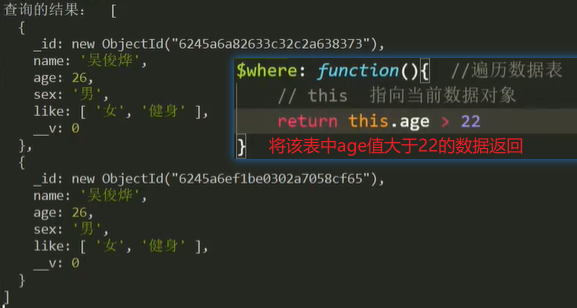 查询的结果： [
{
_id: new ObjectId("6245a6a82633c32c2a638373"),
name: '吴俊烨',
age: 26,
sex: '男',
like: [ '女', '健身' ],
__v: 0
},
{
_id: new ObjectId("6245a6ef1be0302a7058cf65"),
name: '吴俊烨',
age: 26,
sex: '男',
like: [ '女', '健身' ],
__v: 0
}
]
$where: function(){ //遍历数据表
// this 指向当前数据对象
return this.age > 22
} 将该表中age值大于22的数据返回